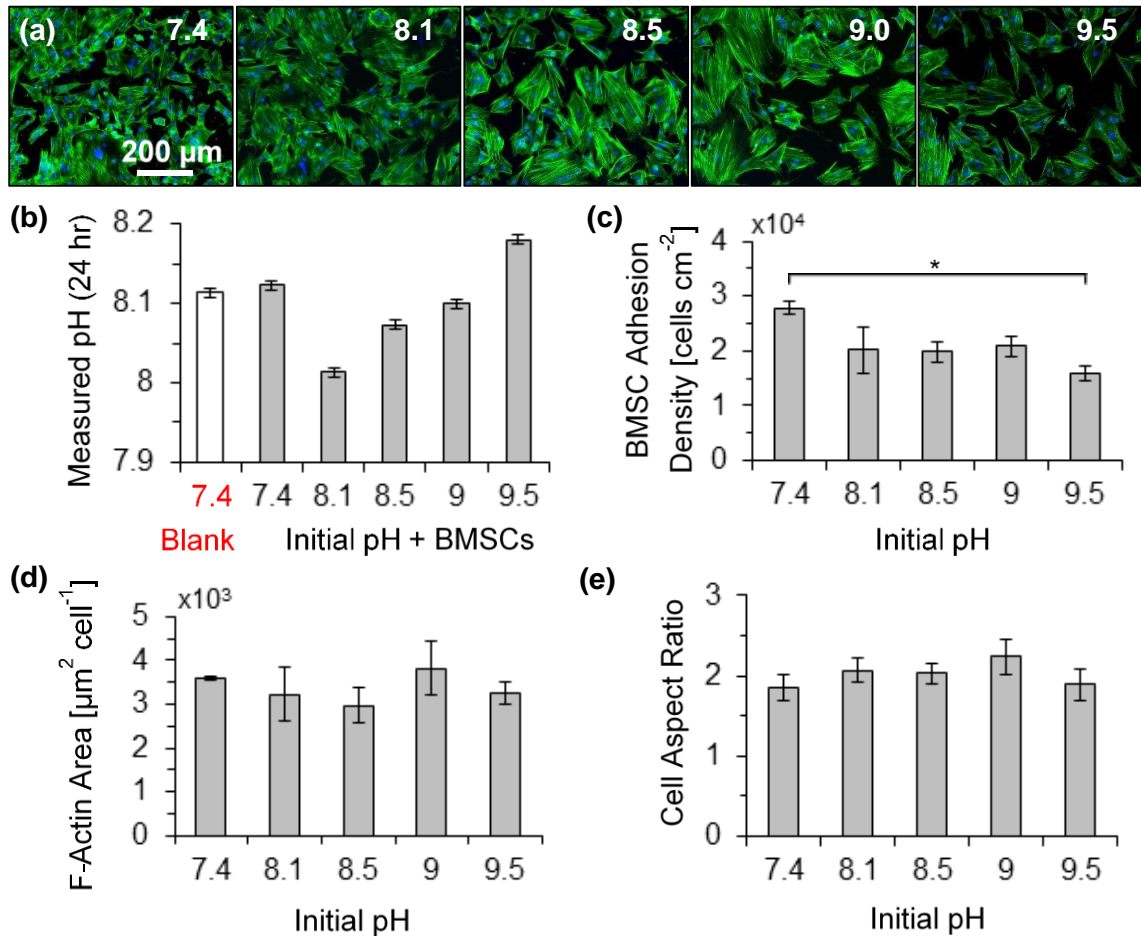 (a) 7.4 8.1 8.5 9.0 9.5
200 µm
(b)
Measured pH (24 hr)
8.2
8.1
8
7.9
7.4 7.4 8.1 8.5 9 9.5
Blank Initial pH + BMSCs
(c)
BMSC Adhesion
Density [cells cm⁻²]
x10⁴
4
3
2
1
0
*
7.4 8.1 8.5 9 9.5
Initial pH
(d)
F-Actin Area [µm² cell⁻¹]
x10³
5
4
3
2
1
0
7.4 8.1 8.5 9 9.5
Initial pH
(e)
Cell Aspect Ratio
3
2
1
0
7.4 8.1 8.5 9 9.5
Initial pH